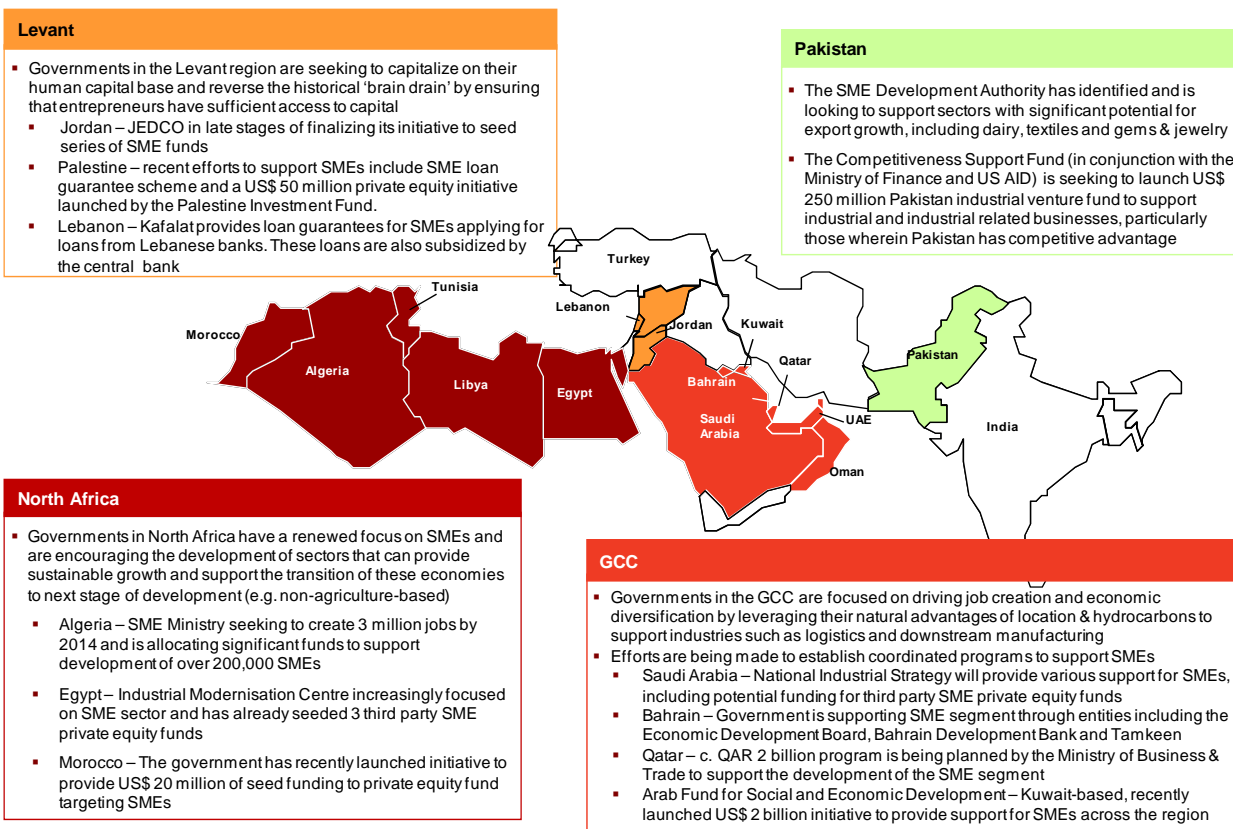 Levant
Governments in the Levant region are seeking to capitalize on their
human capital base and reverse the historical ‘brain drain’ by ensuring
that entrepreneurs have sufficient access to capital
Jordan – JEDCO in late stages of finalizing its initiative to seed
series of SME funds
Palestine – recent efforts to support SMEs include SME loan
guarantee scheme and a US$ 50 million private equity initiative
launched by the Palestine Investment Fund.
Lebanon – Kafalat provides loan guarantees for SMEs applying for
loans from Lebanese banks. These loans are also subsidized by
the central bank
Pakistan
The SME Development Authority has identified and is
looking to support sectors with significant potential for
export growth, including dairy, textiles and gems & jewelry
The Competitiveness Support Fund (in conjunction with the
Ministry of Finance and US AID) is seeking to launch US$
250 million Pakistan industrial venture fund to support
industrial and industrial related businesses, particularly
those wherein Pakistan has competitive advantage
Turkey
Tunisia
Lebanon
Morocco
Jordan
Kuwait
Qatar
Pakistan
Algeria
Libya
Egypt
Bahrain
Saudi
Arabia
UAE
India
Oman
North Africa
Governments in North Africa have a renewed focus on SMEs and
are encouraging the development of sectors that can provide
sustainable growth and support the transition of these economies
to next stage of development (e.g. non-agriculture-based)
Algeria – SME Ministry seeking to create 3 million jobs by
2014 and is allocating significant funds to support
development of over 200,000 SMEs
Egypt – Industrial Modernisation Centre increasingly focused
on SME sector and has already seeded 3 third party SME
private equity funds
Morocco – The government has recently launched initiative to
provide US$ 20 million of seed funding to private equity fund
targeting SMEs
GCC
Governments in the GCC are focused on driving job creation and economic
diversification by leveraging their natural advantages of location & hydrocarbons to
support industries such as logistics and downstream manufacturing
Efforts are being made to establish coordinated programs to support SMEs
Saudi Arabia – National Industrial Strategy will provide various support for SMEs,
including potential funding for third party SME private equity funds
Bahrain – Government is supporting SME segment through entities including the
Economic Development Board, Bahrain Development Bank and Tamkeen
Qatar – c. QAR 2 billion program is being planned by the Ministry of Business &
Trade to support the development of the SME segment
Arab Fund for Social and Economic Development – Kuwait-based, recently
launched US$ 2 billion initiative to provide support for SMEs across the region